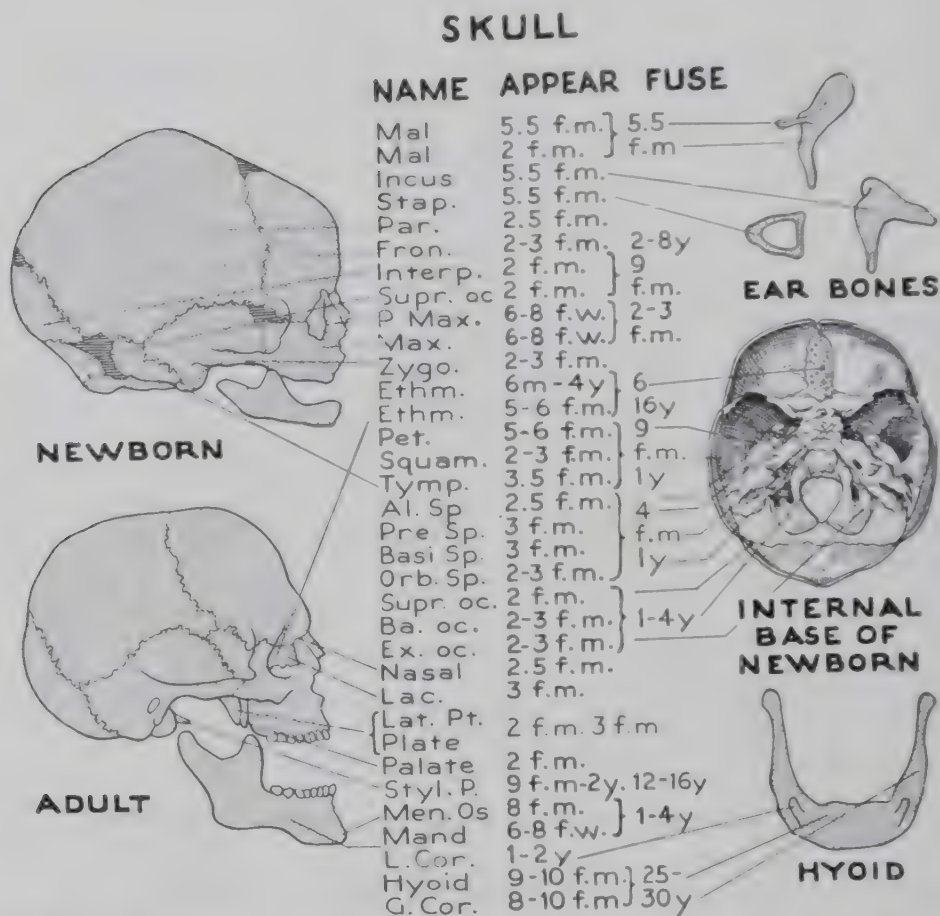 SKULL
NAME APPEAR FUSE
Mal 5.5 f.m. } 5.5
Mal 2 f.m. } f.m
Incus 5.5 f.m.
Stap. 5.5 f.m.
Par. 2.5 f.m.
Fron. 2-3 f.m. 2-8y
Interp. 2 f.m. } 9
Supr. oc 2 f.m. } f.m.
P Max. 6-8 f.w. } 2-3
Max. 6-8 f.w. } f.m.
Zygo. 2-3 f.m.
Ethm. 6m-4y } 6
Ethm. 5-6 f.m. } 16y
Pet. 5-6 f.m. } 9
Squam. 2-3 f.m. } f.m.
Tymp. 3.5 f.m. } 1y
Al. Sp 2.5 f.m. } 4
Pre Sp. 3 f.m. } f.m
Basi Sp. 3 f.m. } 1y
Orb. Sp. 2-3 f.m. }
Supr. oc. 2 f.m. }
Ba. oc. 2-3 f.m. } 1-4y
Ex. oc. 2-3 f.m. }
Nasal 2.5 f.m.
Lac. 3 f.m.
{ Lat. Pt. 2 f.m. 3 f.m
{ Plate
Palate 2 f.m.
Styl. P. 9 f.m-2y. 12-16y
Men. Os 8 f.m. } 1-4y
Mand 6-8 f.w. }
L. Cor. 1-2y
Hyoid 9-10 f.m. } 25-
G. Cor. 8-10 f.m } 30y
NEWBORN
ADULT
EAR BONES
INTERNAL
BASE OF
NEWBORN
HYOID